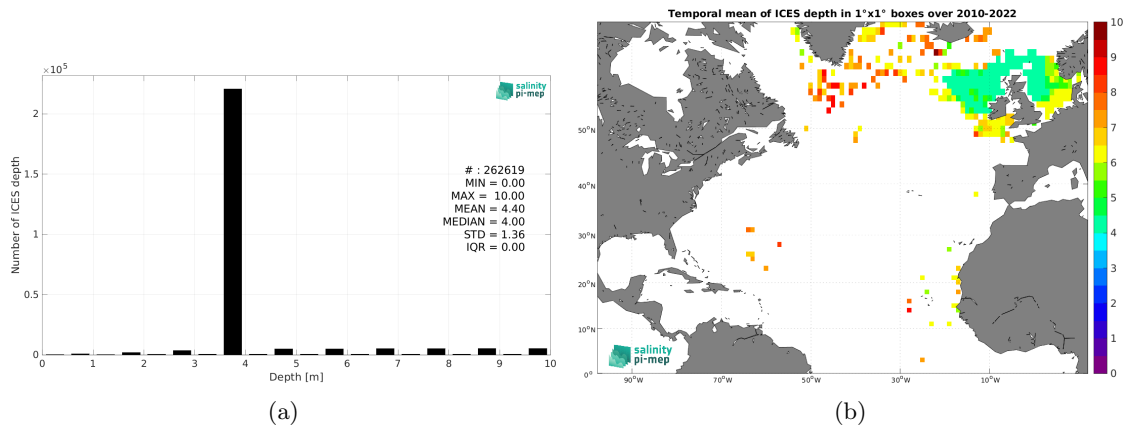 ×10⁵
2
1.5
1
0.5
0
Number of ICES depth
salinity
pi-mep
# : 262619
MIN = 0.00
MAX = 10.00
MEAN = 4.40
MEDIAN = 4.00
STD = 1.36
IQR = 0.00
0 1 2 3 4 5 6 7 8 9 10
Depth [m]
(a)
Temporal mean of ICES depth in 1°x1° boxes over 2010-2022
50°N
40°N
30°N
20°N
10°N
0°
90°W 70°W 50°W 30°W 10°W
salinity
pi-mep
10
9
8
7
6
5
4
3
2
1
0
(b)